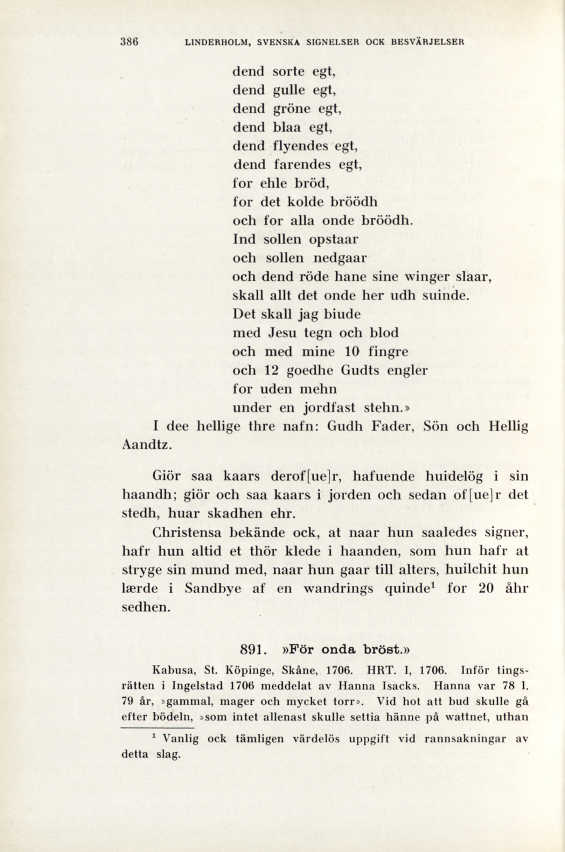 386 LINDERHOLM, SVENSKA SIGNELSER OCK BESVÄRJELSER
dend sorte egt,
dend gulle egt,
dend gröne egt,
dend blaa egt,
dend flyendes egt,
dend farendes egt,
for ehle bröd,
for det kolde bröödh
och for alla onde bröödh.
Ind sollen opstaar
och sollen nedgaar
och dend röde hane sine winger slaar,
skall allt det onde her udh suinde.
Det skall jag biude
med Jesu tegn och blod
och med mine 10 fingre
och 12 goedhe Gudts engler
for uden mehn
under en jordfast stehn.»
I dee hellige thre nafn: Gudh Fader, Sön och Hellig
Aandtz.
Giör saa kaars derof[ue]r, hafuende huidelög i sin
haandh; giör och saa kaars i jorden och sedan of[ue]r det
stedh, huar skadhen ehr.
Christensa bekände ock, at naar hun saaledes signer,
hafr hun altid et thör klede i haanden, som hun hafr at
stryge sin mund med, naar hun gaar till alters, huilchit hun
lærde i Sandbye af en wandrings quinde¹ for 20 åhr
sedhen.
891. »För onda bröst.»
Kabusa, St. Köpinge, Skåne, 1706. HRT. I, 1706. Inför tings-
rätten i Ingelstad 1706 meddelat av Hanna Isacks. Hanna var 78 l.
79 år, »gammal, mager och mycket torr». Vid hot att bud skulle gå
efter bödeln, »som intet allenast skulle settia hänne på wattnet, uthan
¹ Vanlig ock tämligen värdelös uppgift vid rannsakningar av
detta slag.